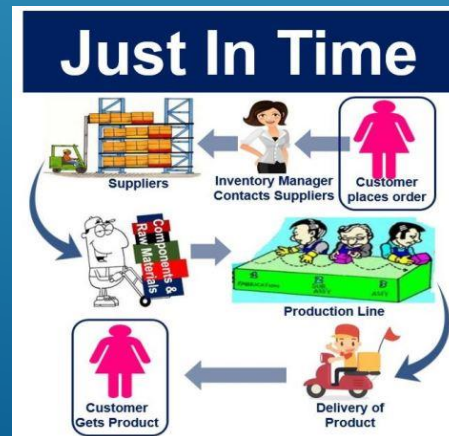 Just In Time
Suppliers
Inventory Manager
Contacts Suppliers
Customer
places order
Components &
Raw Materials
Production Line
Customer
Gets Product
Delivery of
Product